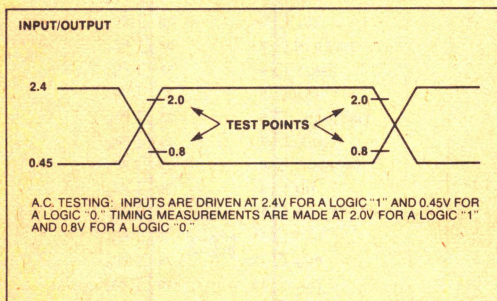 INPUT/OUTPUT
2.4
2.0
2.0
TEST POINTS
0.8
0.8
0.45
A.C. TESTING: INPUTS ARE DRIVEN AT 2.4V FOR A LOGIC "1" AND 0.45V FOR
A LOGIC "0." TIMING MEASUREMENTS ARE MADE AT 2.0V FOR A LOGIC "1"
AND 0.8V FOR A LOGIC "0."